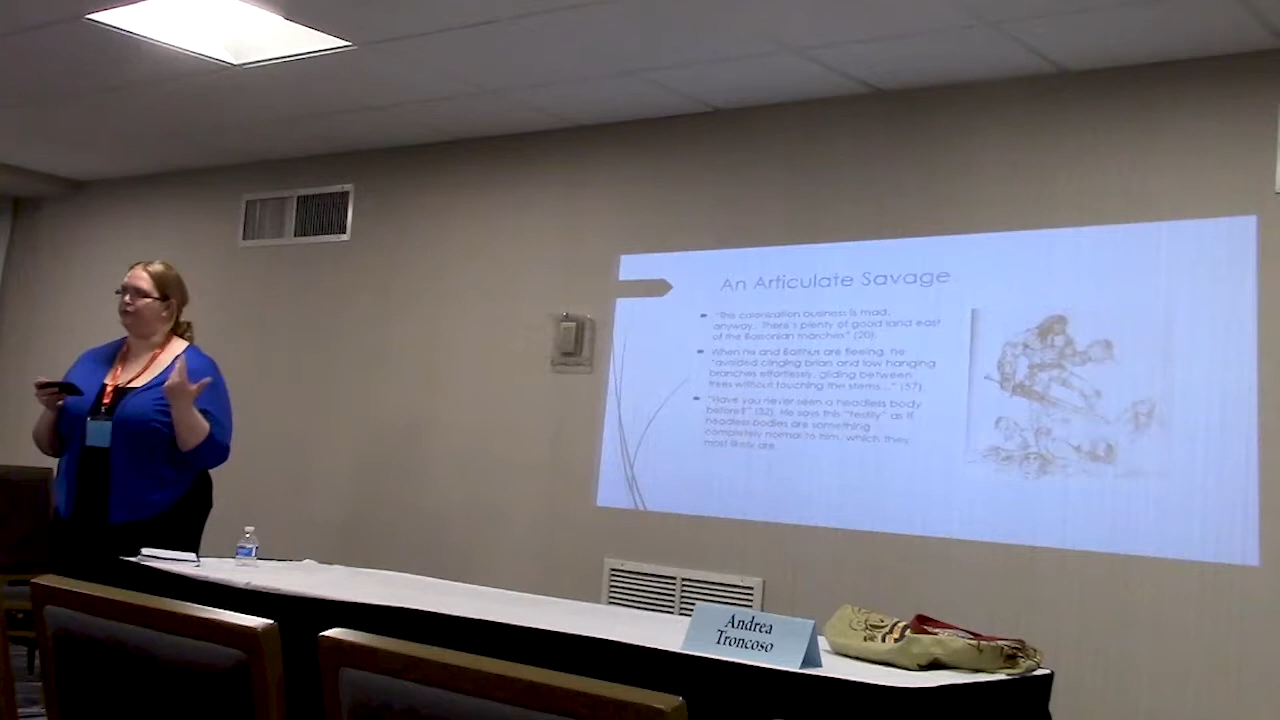 An Articulate Savage
"This colonization business is mad,
anyway. There's plenty of good land east
of the Bossonian marches" (20).
When he and Balthus are fleeing, he
"avoided clinging brian and low hanging
branches effortlessly, gliding between
trees without touching the stems..." (57)
"Have you never seen a headless body
before?" (32) He says this "testily" as if
headless bodies are something
completely normal to him, which they
most likely are
Andrea
Troncoso